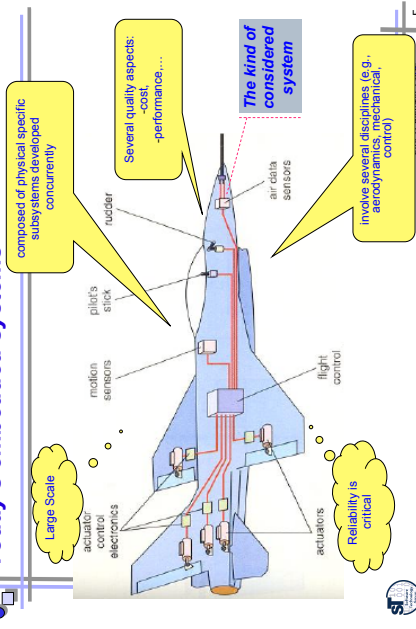 composed of physical specific
subsystems developed
concurrently
Several quality aspects:
-cost,
-performance,…
The kind of
considered
system
Large Scale
actuator
control
electronics
motion
sensors
pilot's
stick
rudder
air data
sensors
flight
control
actuators
Reliability is
critical
involve several disciplines (e.g.,
aerodynamics, mechanical,
control)